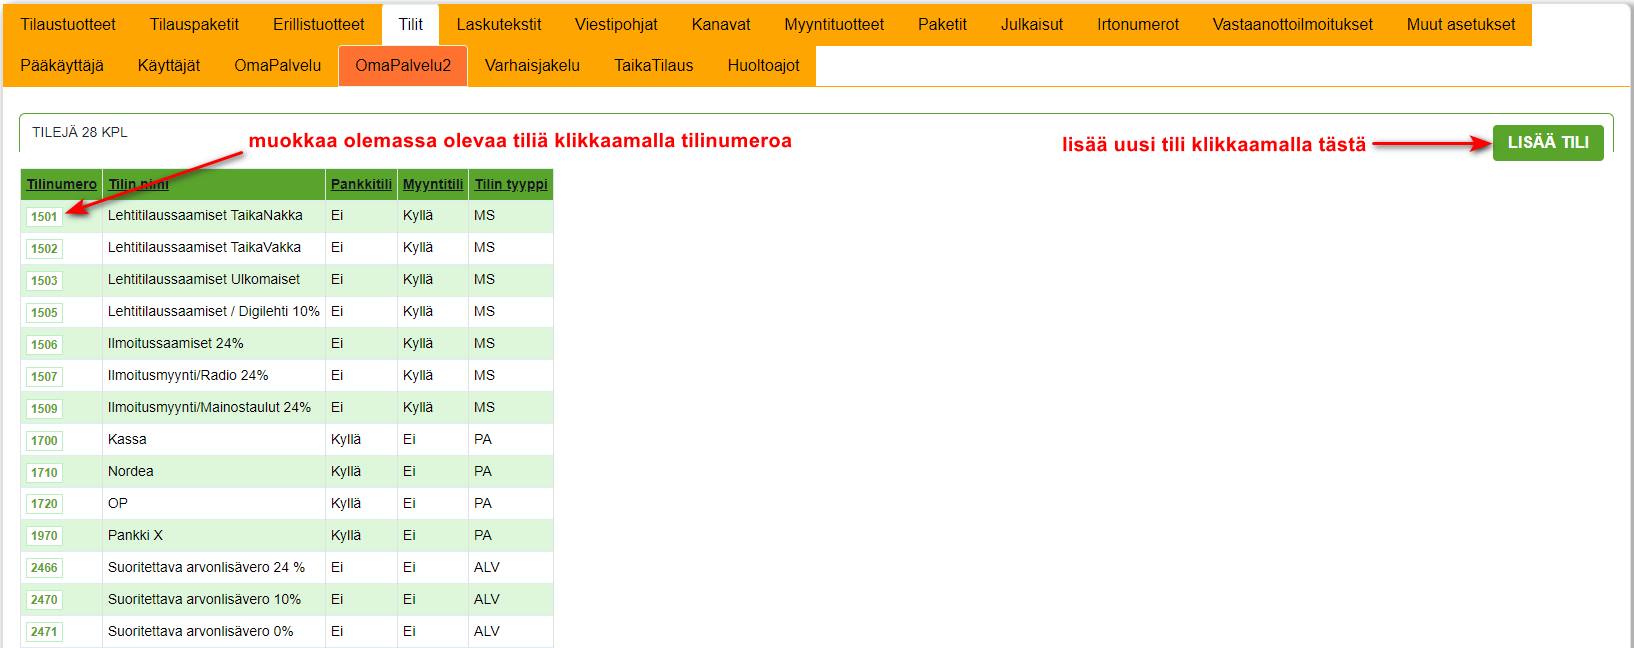 Tilaustuotteet Tilauspaketit Erillistuotteet Tilit Laskutekstit Viestipohjat Kanavat Myyntituotteet Paketit Julkaisut Irtonumerot Vastaanottoilmoitukset Muut asetukset
Pääkäyttäjä Käyttäjät OmaPalvelu OmaPalvelu2 Varhaisjakelu TaikaTilaus Huoltoajot
TILEJÄ 28 KPL
muokkaa olemassa olevaa tiliä klikkaamalla tilinumeroa
lisää uusi tili klikkaamalla tästä
LISÄÄ TILI
Tilinumero Tilin nimi Pankkitili Myyntitili Tilin tyyppi
1501 Lehtitilaussaamiset TaikaNakka Ei Kyllä MS
1502 Lehtitilaussaamiset TaikaVakka Ei Kyllä MS
1503 Lehtitilaussaamiset Ulkomaiset Ei Kyllä MS
1505 Lehtitilaussaamiset / Digilehti 10% Ei Kyllä MS
1506 Ilmoitussaamiset 24% Ei Kyllä MS
1507 Ilmoitusmyynti/Radio 24% Ei Kyllä MS
1509 Ilmoitusmyynti/Mainostaulut 24% Ei Kyllä MS
1700 Kassa Kyllä Ei PA
1710 Nordea Kyllä Ei PA
1720 OP Kyllä Ei PA
1970 Pankki X Kyllä Ei PA
2466 Suoritettava arvonlisävero 24 % Ei Ei ALV
2470 Suoritettava arvonlisävero 10% Ei Ei ALV
2471 Suoritettava arvonlisävero 0% Ei Ei ALV